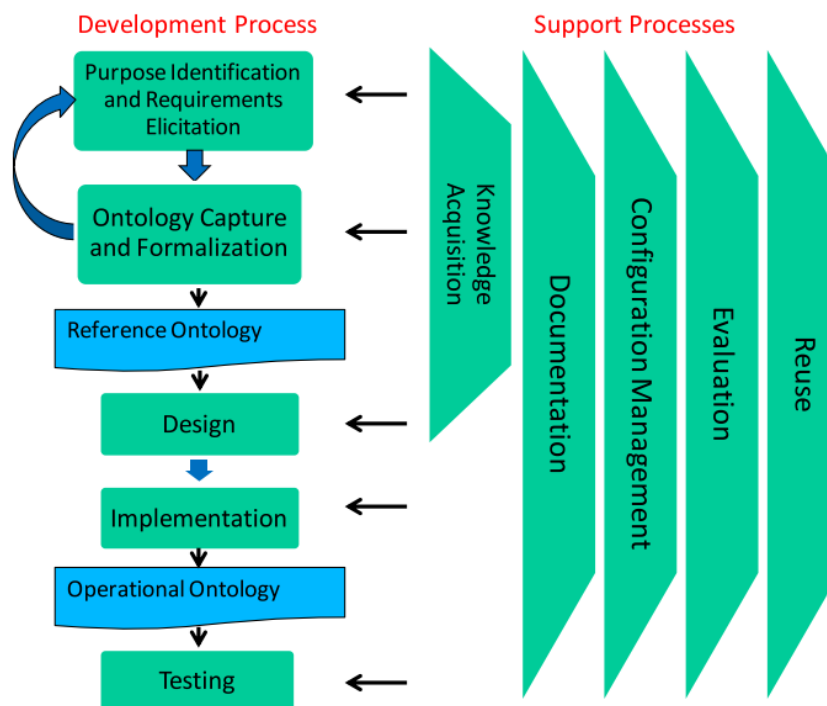 Development Process
Support Processes
Purpose Identification
and Requirements
Elicitation
Ontology Capture
and Formalization
Reference Ontology
Design
Implementation
Operational Ontology
Testing
Knowledge
Acquisition
Documentation
Configuration Management
Evaluation
Reuse